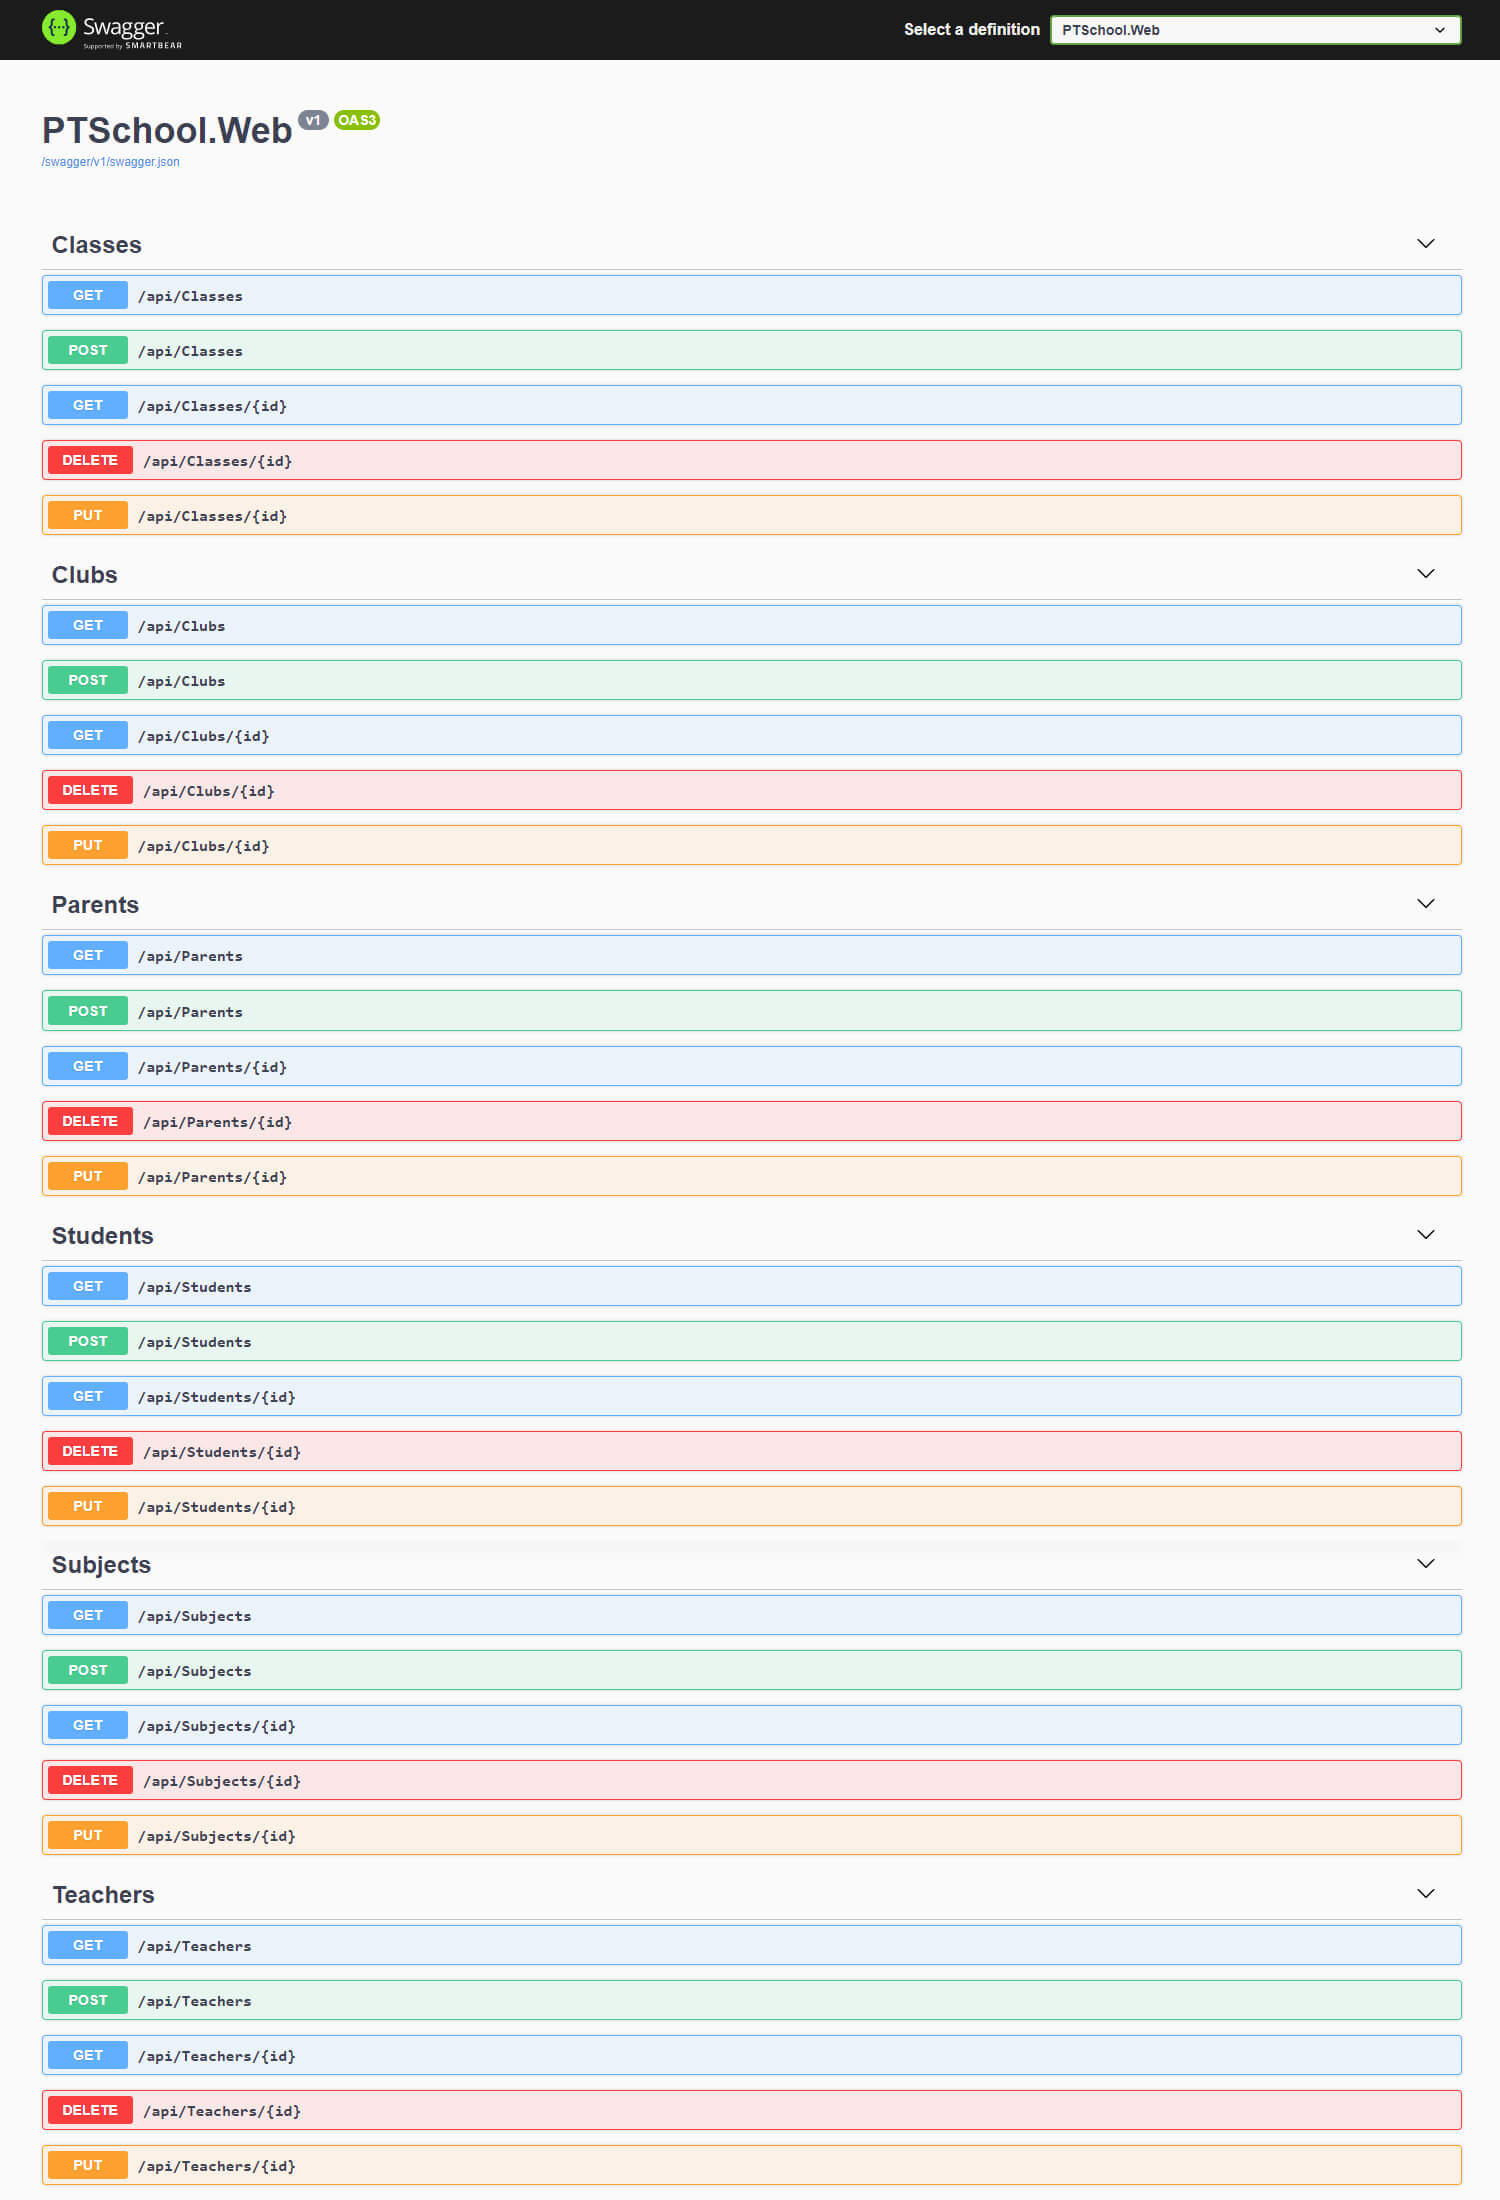 Swagger.
Supported by SMARTBEAR
Select a definition
PTSchool.Web
PTSchool.Web v1 OAS3
/swagger/v1/swagger.json
Classes
GET /api/Classes
POST /api/Classes
GET /api/Classes/{id}
DELETE /api/Classes/{id}
PUT /api/Classes/{id}
Clubs
GET /api/Clubs
POST /api/Clubs
GET /api/Clubs/{id}
DELETE /api/Clubs/{id}
PUT /api/Clubs/{id}
Parents
GET /api/Parents
POST /api/Parents
GET /api/Parents/{id}
DELETE /api/Parents/{id}
PUT /api/Parents/{id}
Students
GET /api/Students
POST /api/Students
GET /api/Students/{id}
DELETE /api/Students/{id}
PUT /api/Students/{id}
Subjects
GET /api/Subjects
POST /api/Subjects
GET /api/Subjects/{id}
DELETE /api/Subjects/{id}
PUT /api/Subjects/{id}
Teachers
GET /api/Teachers
POST /api/Teachers
GET /api/Teachers/{id}
DELETE /api/Teachers/{id}
PUT /api/Teachers/{id}